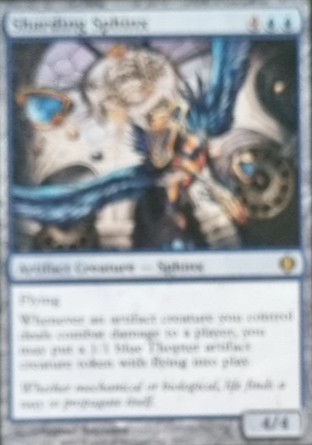 Sharding Sphinx 4
Artifact Creature — Sphinx
Flying
Whenever an artifact creature you control
deals combat damage to a player, you
may put a 1/1 blue Thopter artifact
creature token with flying into play.
Whether mechanical or biological, life finds a
way to propagate itself.
4/4